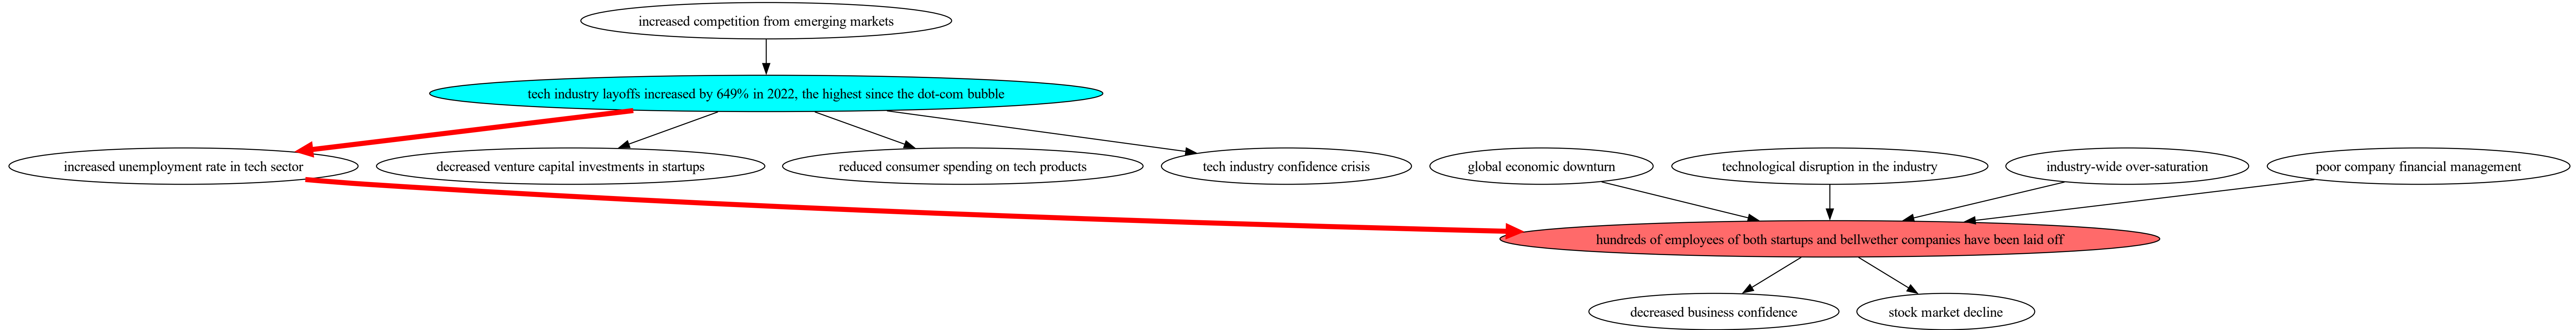 increased competition from emerging markets
tech industry layoffs increased by 649% in 2022, the highest since the dot-com bubble
increased unemployment rate in tech sector
decreased venture capital investments in startups
reduced consumer spending on tech products
tech industry confidence crisis
global economic downturn
technological disruption in the industry
industry-wide over-saturation
poor company financial management
hundreds of employees of both startups and bellwether companies have been laid off
decreased business confidence
stock market decline